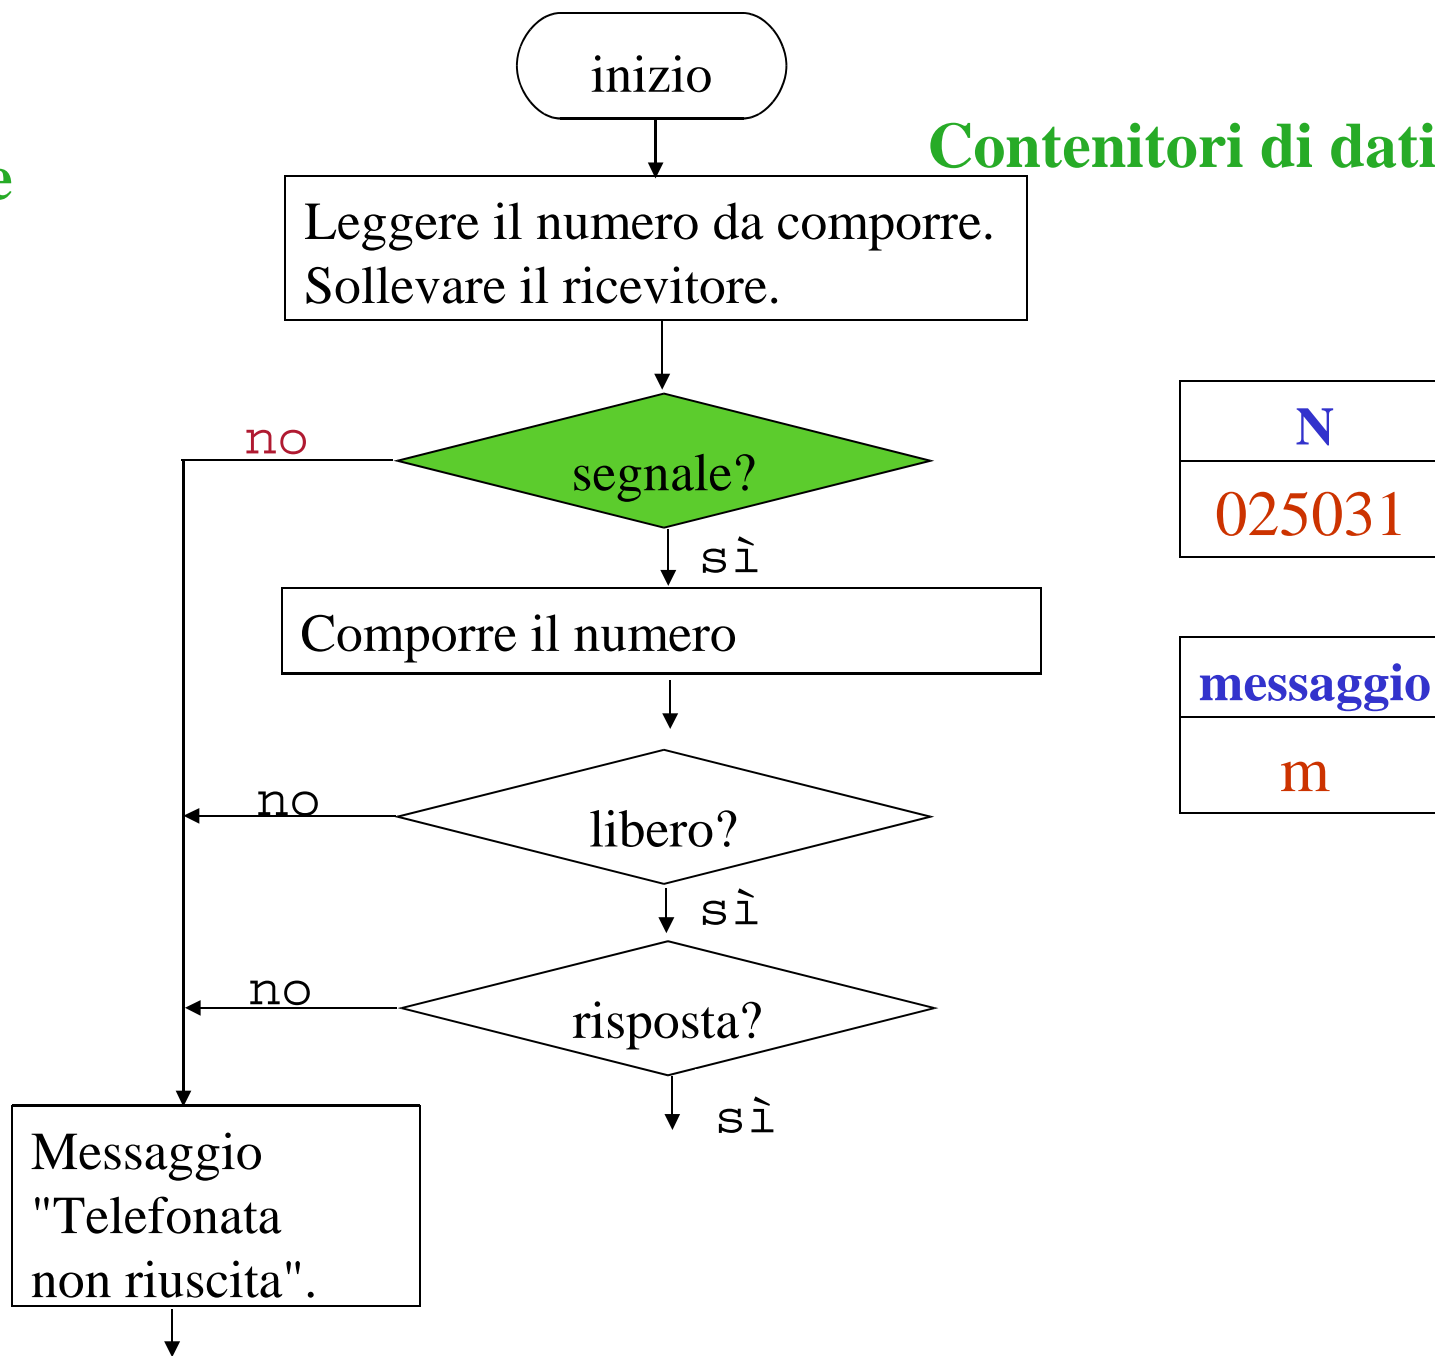 inizio
Contenitori di dati
e
Leggere il numero da comporre.
Sollevare il ricevitore.
no
segnale?
sì
N
025031
Comporre il numero
messaggio
m
no
libero?
sì
no
risposta?
sì
Messaggio
"Telefonata
non riuscita".